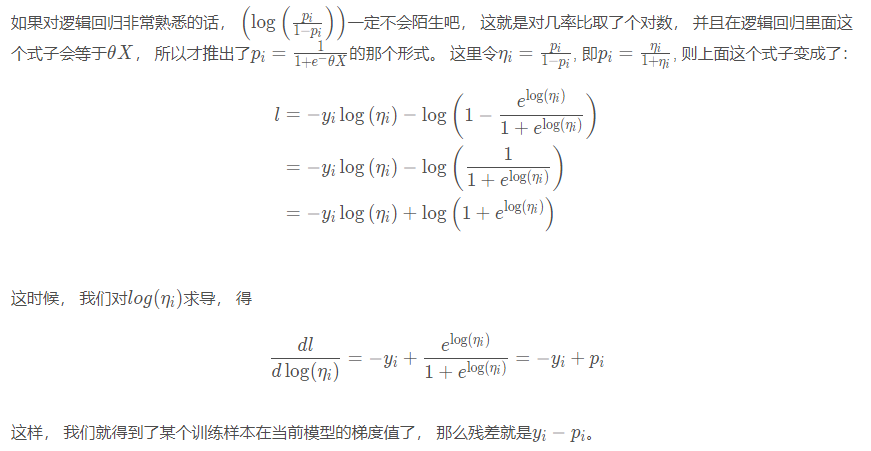 如果对逻辑回归非常熟悉的话， $\left(\log\left(\frac{p_i}{1-p_i}\right)\right)$一定不会陌生吧， 这就是对几率比取了个对数， 并且在逻辑回归里面这
个式子会等于$\theta X$， 所以才推出了$p_i = \frac{1}{1+e^-\theta X}$的那个形式。 这里令$\eta_i = \frac{p_i}{1-p_i}$, 即$p_i = \frac{\eta_i}{1+\eta_i}$, 则上面这个式子变成了：
$l = -y_i \log(\eta_i) - \log\left(1 - \frac{e^{\log(\eta_i)}}{1+e^{\log(\eta_i)}}\right)$
$= -y_i \log(\eta_i) - \log\left(\frac{1}{1+e^{\log(\eta_i)}}\right)$
$= -y_i \log(\eta_i) + \log\left(1+e^{\log(\eta_i)}\right)$
这时候， 我们对$log(\eta_i)$求导， 得
$\frac{dl}{d\log(\eta_i)} = -y_i + \frac{e^{\log(\eta_i)}}{1+e^{\log(\eta_i)}} = -y_i + p_i$
这样， 我们就得到了某个训练样本在当前模型的梯度值了， 那么残差就是$y_i - p_i$。